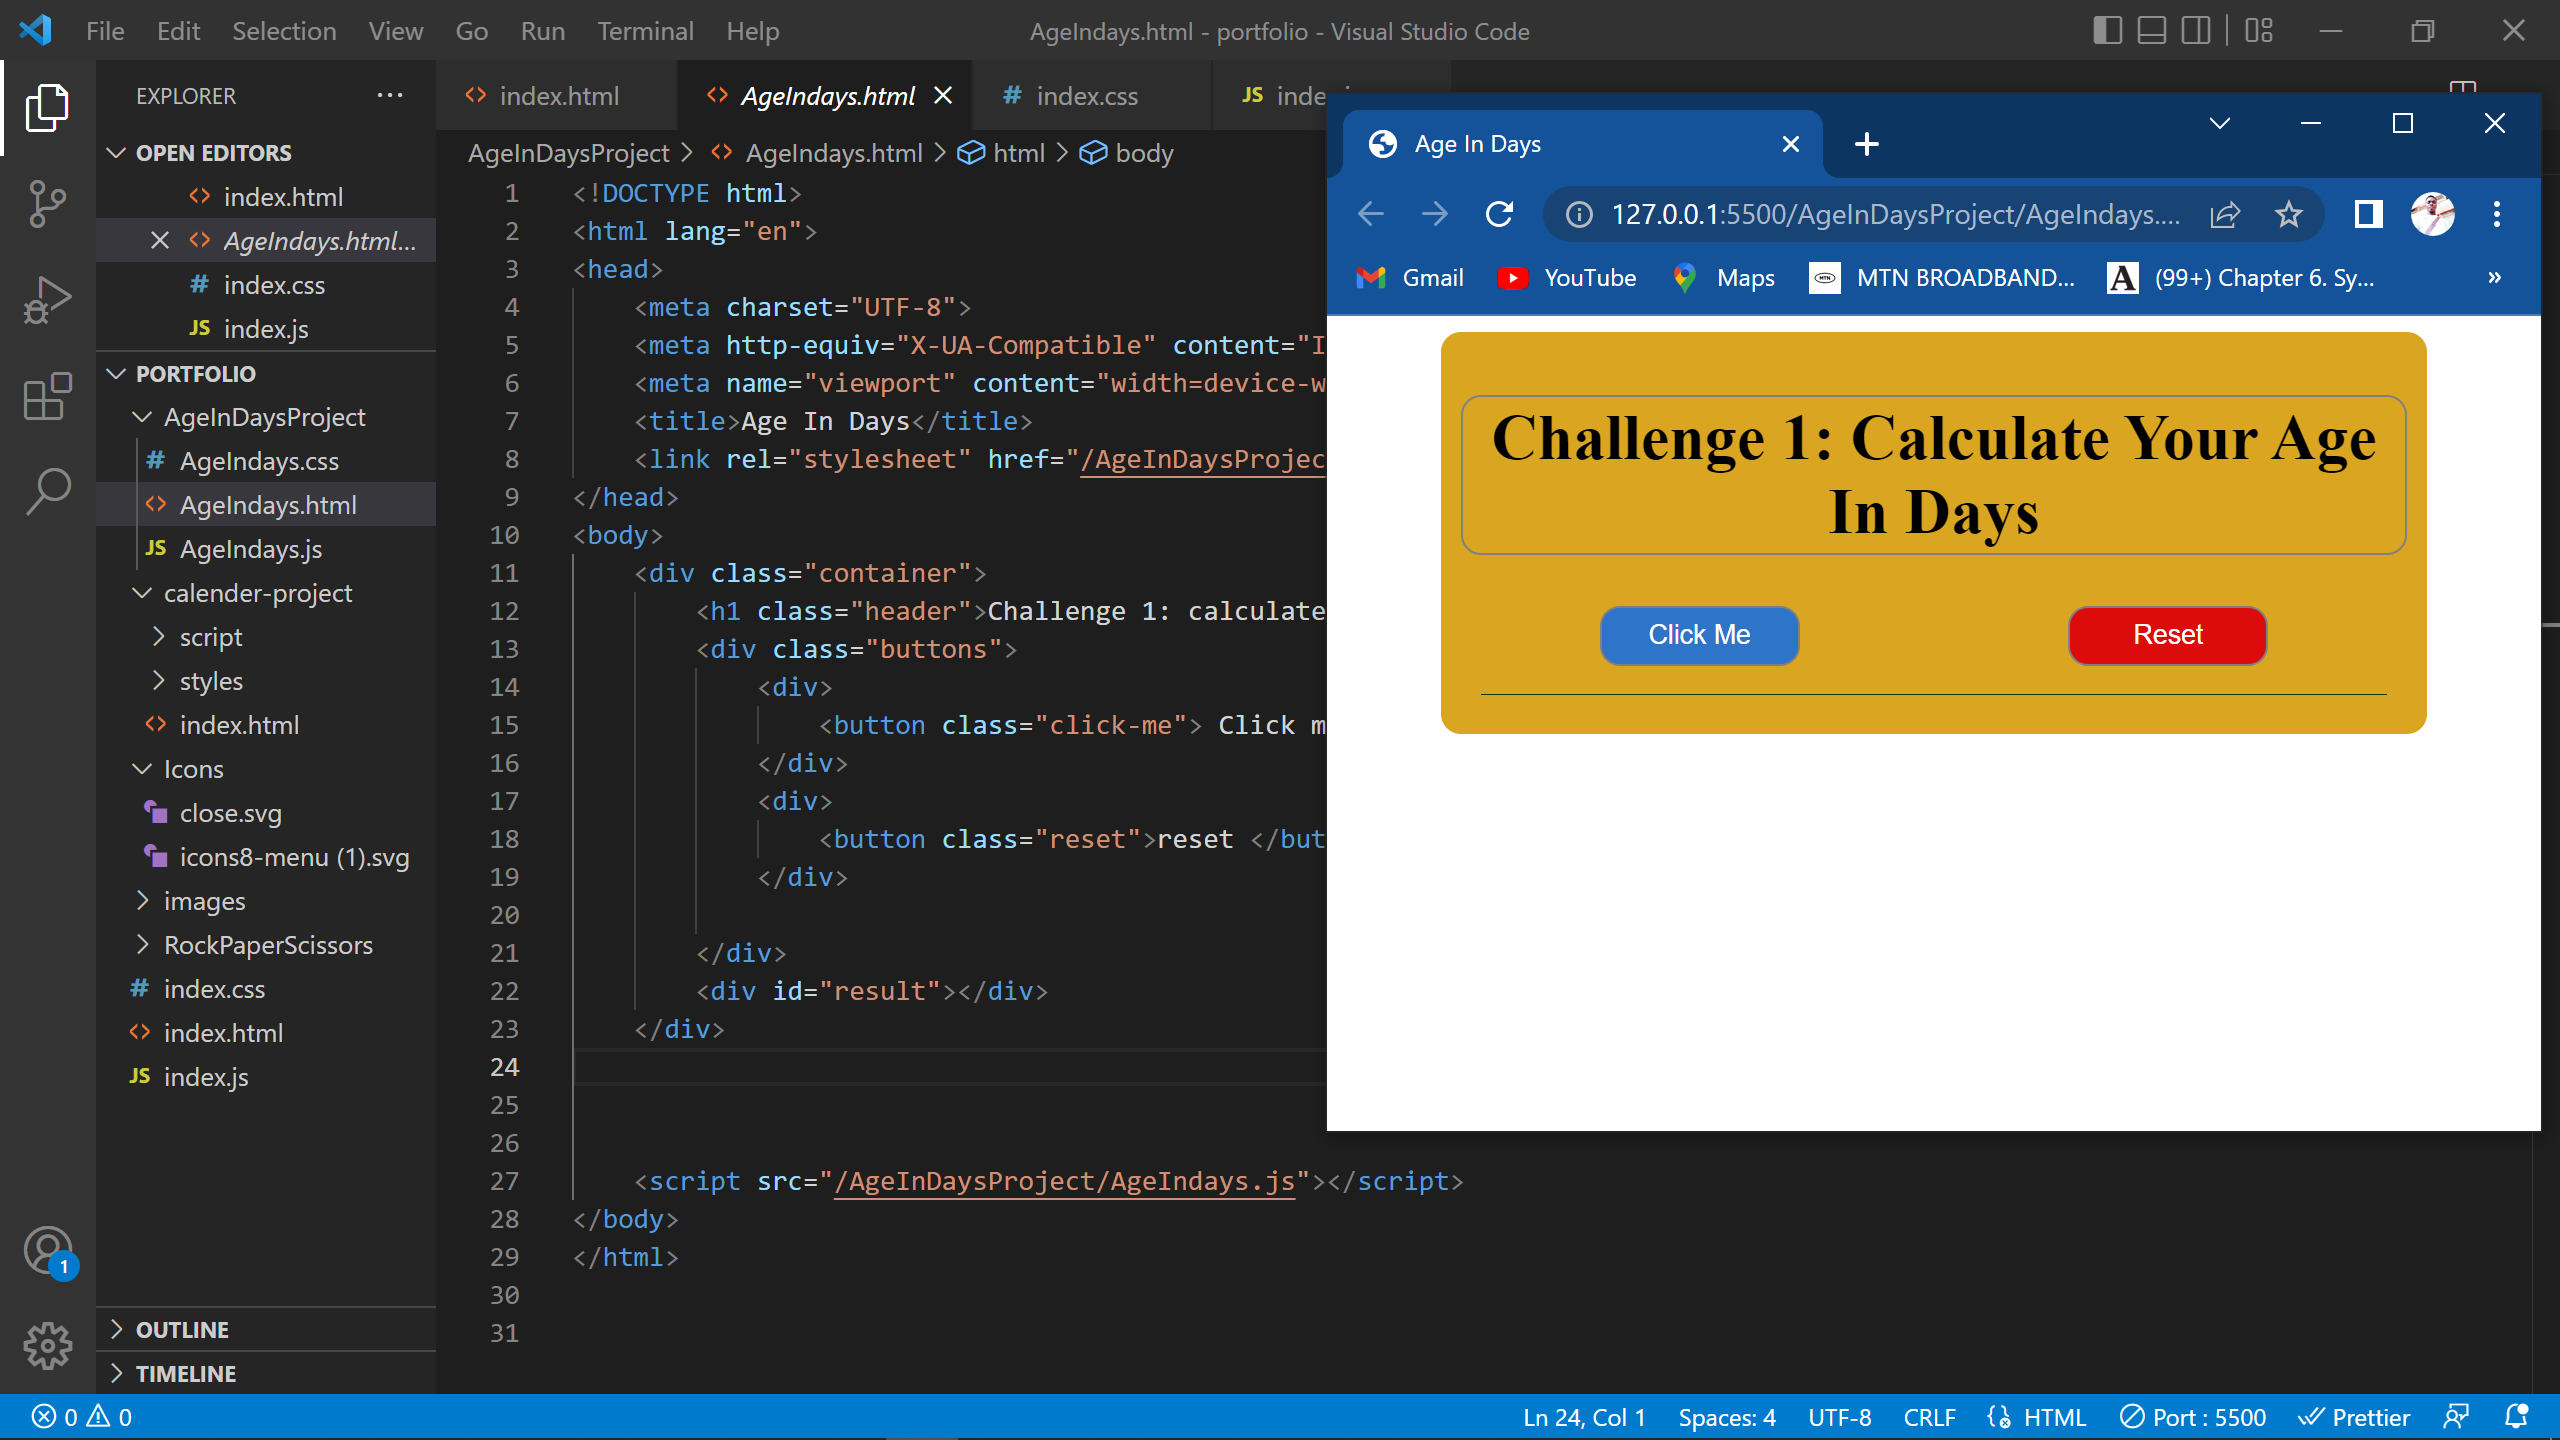 File Edit Selection View Go Run Terminal Help
AgeIndays.html - portfolio - Visual Studio Code
EXPLORER
OPEN EDITORS
index.html
AgeIndays.html...
index.css
JS index.js
PORTFOLIO
AgeInDaysProject
# AgeIndays.css
<> AgeIndays.html
JS AgeIndays.js
calender-project
script
styles
<> index.html
Icons
close.svg
icons8-menu (1).svg
images
RockPaperScissors
# index.css
<> index.html
JS index.js
OUTLINE
TIMELINE
<> index.html <> AgeIndays.html # index.css JS
AgeInDaysProject > <> AgeIndays.html > html > body
1 <!DOCTYPE html>
2 <html lang="en">
3 <head>
4 <meta charset="UTF-8">
5 <meta http-equiv="X-UA-Compatible" content="I
6 <meta name="viewport" content="width=device-w
7 <title>Age In Days</title>
8 <link rel="stylesheet" href="/AgeInDaysProjec
9 </head>
10 <body>
11 <div class="container">
12 <h1 class="header">Challenge 1: calculate
13 <div class="buttons">
14 <div>
15 <button class="click-me"> Click m
16 </div>
17 <div>
18 <button class="reset">reset </but
19 </div>
20
21 </div>
22 <div id="result"></div>
23 </div>
24
25
26
27 <script src="/AgeInDaysProject/AgeIndays.js"></script>
28 </body>
29 </html>
30
31
Age In Days
127.0.0.1:5500/AgeInDaysProject/AgeIndays....
Gmail YouTube Maps MTN BROADBAND... (99+) Chapter 6. Sy... »
Challenge 1: Calculate Your Age
In Days
Click Me Reset
1
0 0
Ln 24, Col 1 Spaces: 4 UTF-8 CRLF HTML Port : 5500 Prettier